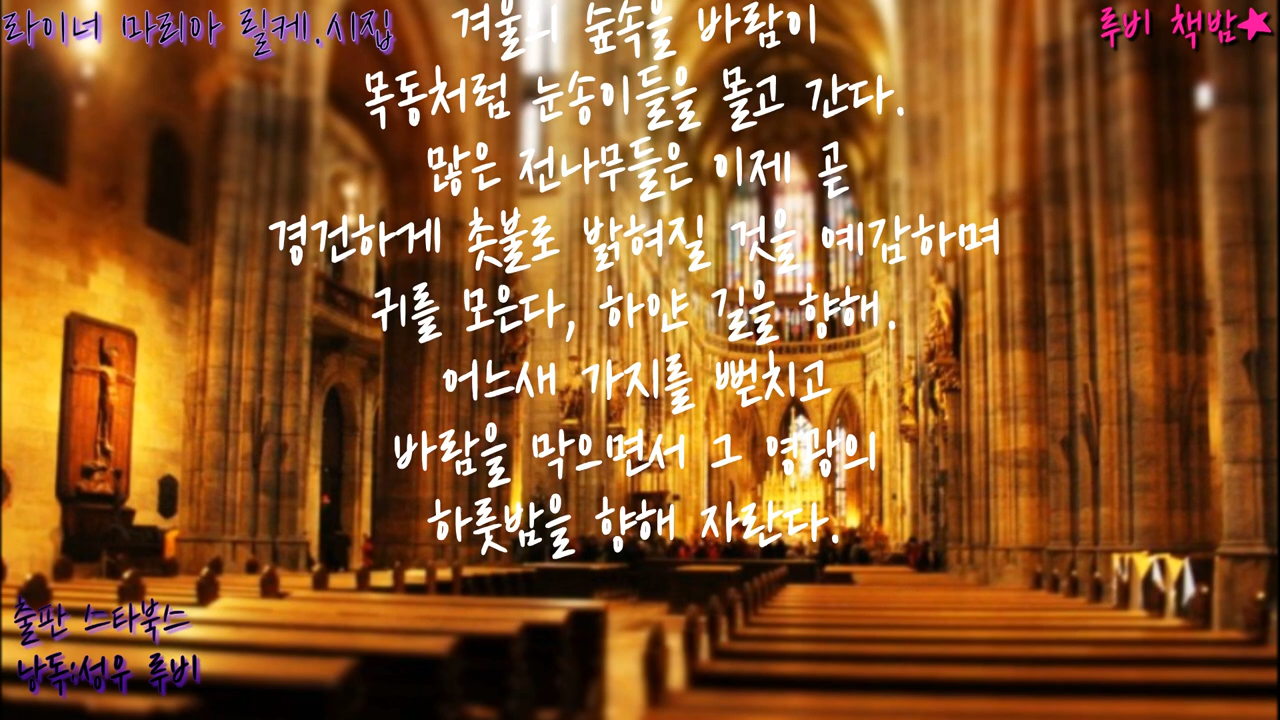 라이너 마리아 릴케.시집
루비 책밤★
겨울의 숲속을 바람이
목동처럼 눈송이들을 몰고 간다.
많은 전나무들은 이제 곧
경건하게 촛불로 밝혀질 것을 예감하며
귀를 모은다, 하얀 길을 향해.
어느새 가지를 뻗치고
바람을 막으면서 그 영광의
하룻밤을 향해 자란다.
출판 스타북스
낭독:성우 루비